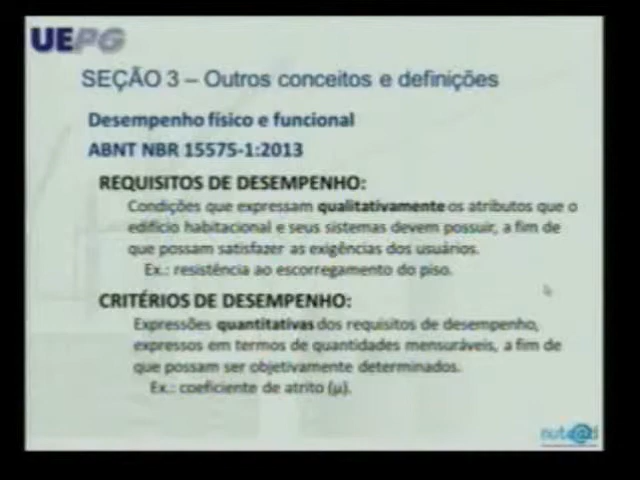 UEPG
SEÇÃO 3 – Outros conceitos e definições
Desempenho físico e funcional
ABNT NBR 15575-1:2013
REQUISITOS DE DESEMPENHO:
Condições que expressam qualitativamente os atributos que o
edifício habitacional e seus sistemas devem possuir, a fim de
que possam satisfazer as exigências dos usuários.
Ex.: resistência ao escorregamento do piso.
CRITÉRIOS DE DESEMPENHO:
Expressões quantitativas dos requisitos de desempenho,
expressos em termos de quantidades mensuráveis, a fim de
que possam ser objetivamente determinados.
Ex.: coeficiente de atrito (μ).
nute@d